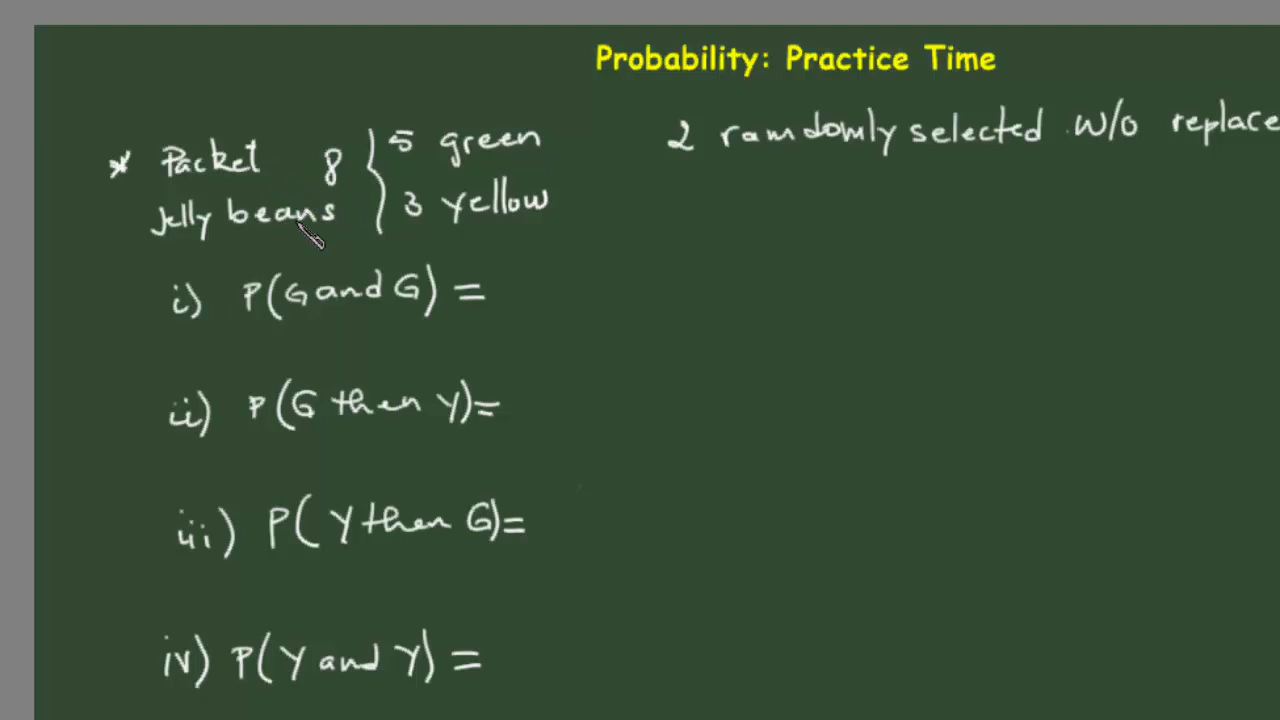 Probability: Practice Time
* Packet 8 { 5 green
Jelly beans 3 yellow
2 randomly selected w/o replace
i) P(G and G) =
ii) P(G then Y)=
iii) P(Y then G)=
iv) P(Y and Y) =